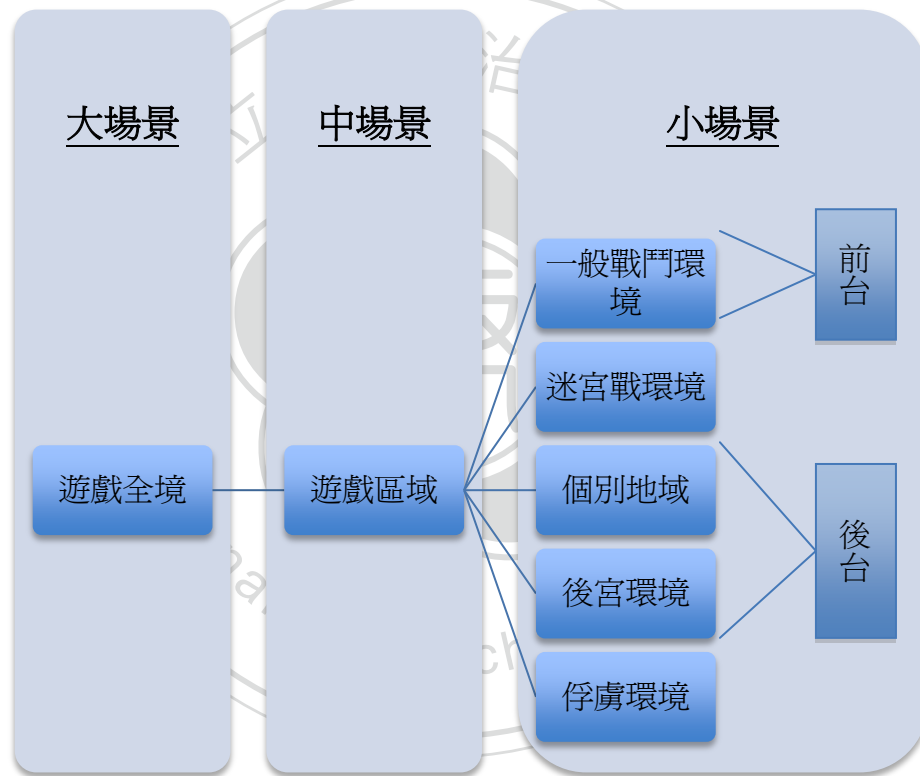 大場景
中場景
小場景
一般戰鬥環
境
前
台
迷宮戰環境
遊戲全境
遊戲區域
個別地域
後
台
後宮環境
俘虜環境